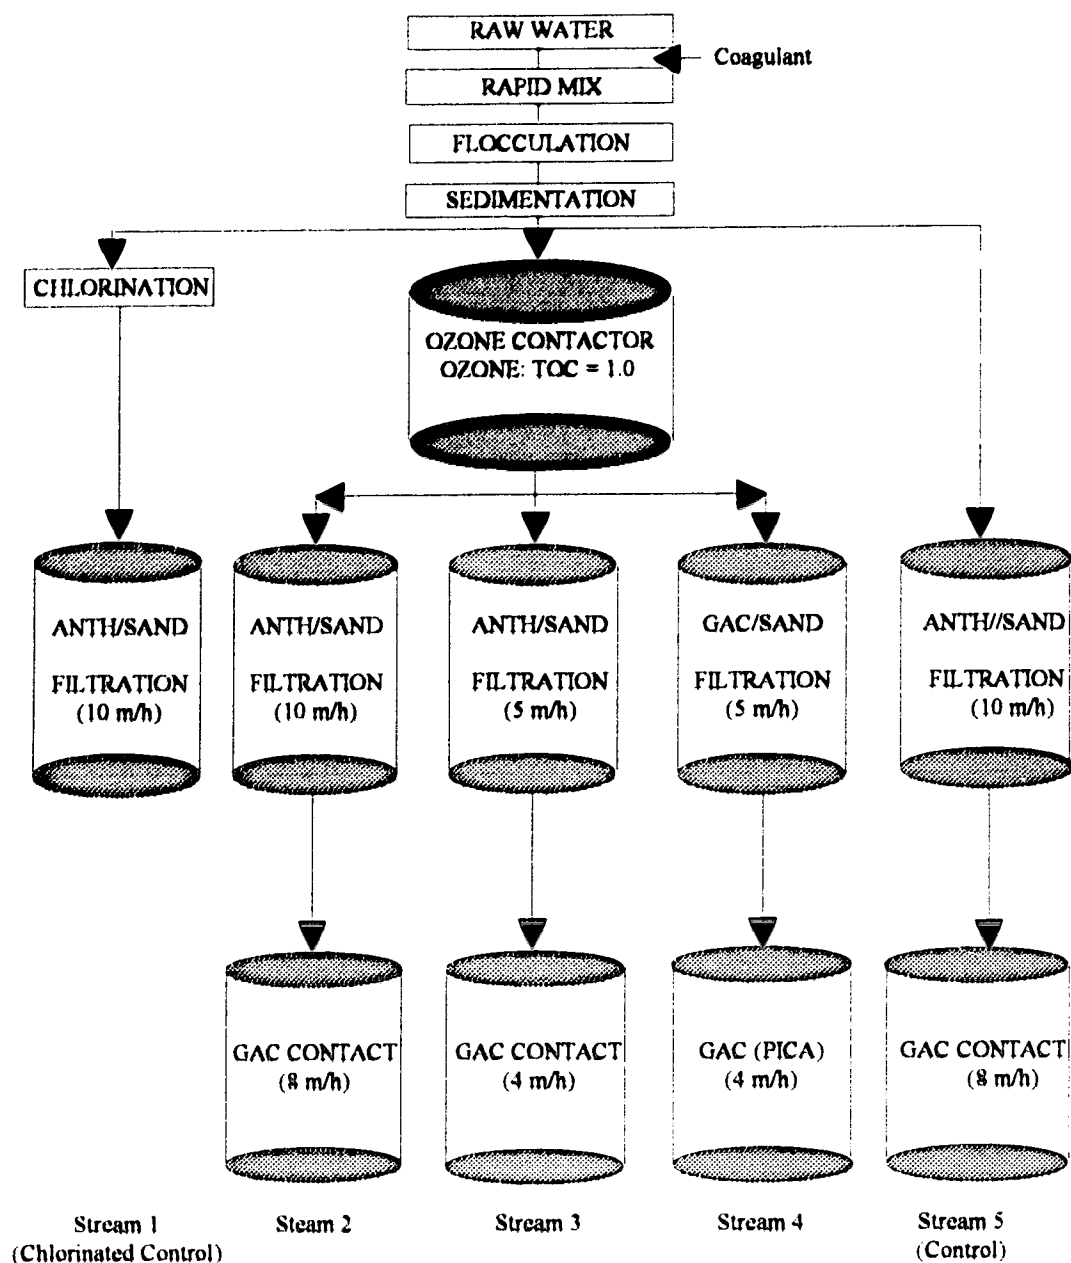 RAW WATER
Coagulant
RAPID MIX
FLOCCULATION
SEDIMENTATION
CHLORINATION
OZONE CONTACTOR
OZONE: TOC = 1.0
ANTH/SAND
FILTRATION
(10 m/h)
ANTH/SAND
FILTRATION
(10 m/h)
ANTH/SAND
FILTRATION
(5 m/h)
GAC/SAND
FILTRATION
(5 m/h)
ANTH//SAND
FILTRATION
(10 m/h)
GAC CONTACT
(8 m/h)
GAC CONTACT
(4 m/h)
GAC (PICA)
(4 m/h)
GAC CONTACT
(8 m/h)
Stream 1
(Chlorinated Control)
Steam 2
Stream 3
Stream 4
Stream 5
(Control)